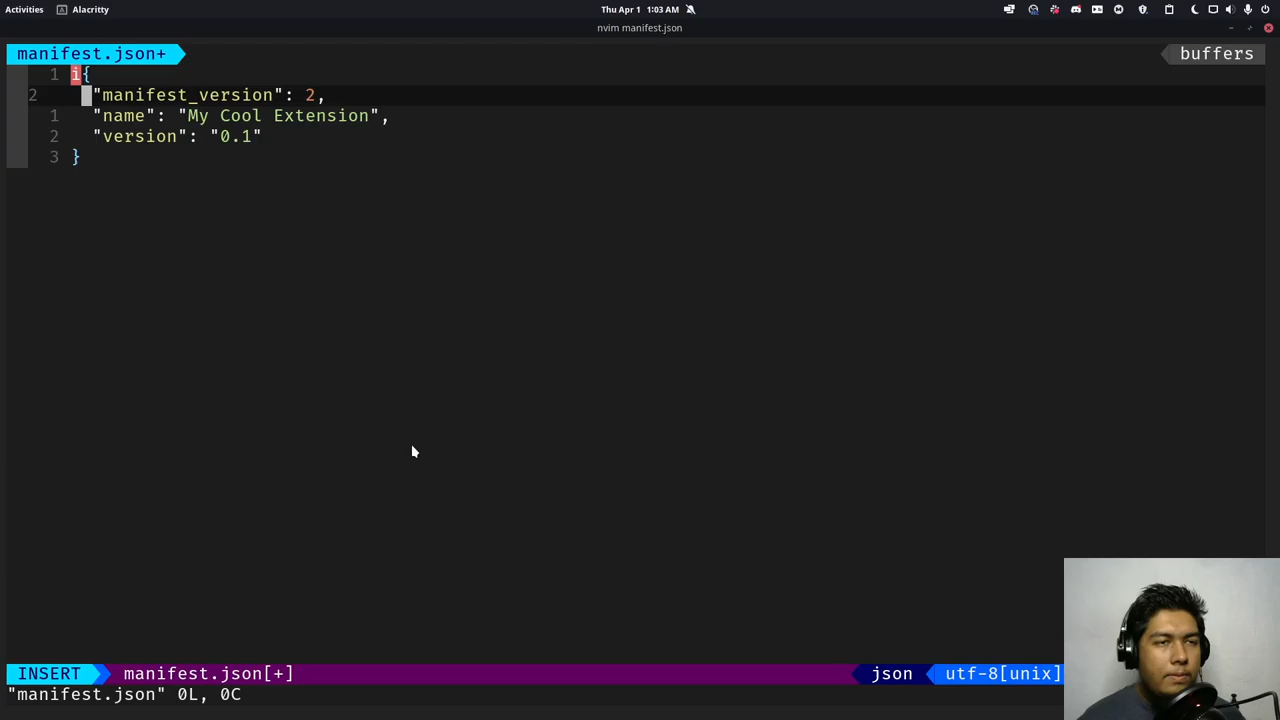 Activities Alacritty Thu Apr 1 1:03 AM
nvim manifest.json
manifest.json+ buffers
1 i{
2 "manifest_version": 2,
1 "name": "My Cool Extension",
2 "version": "0.1"
3 }
INSERT manifest.json[+] json utf-8[unix]
"manifest.json" 0L, 0C